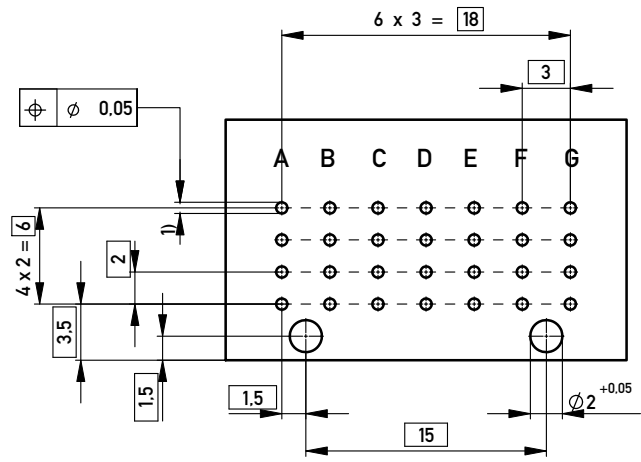 6 x 3 = 18
3
⌖ ⌀ 0,05
A B C D E F G
1)
4 x 2 = 6
2
3,5
1,5
1,5
⌀2 +0,05
15